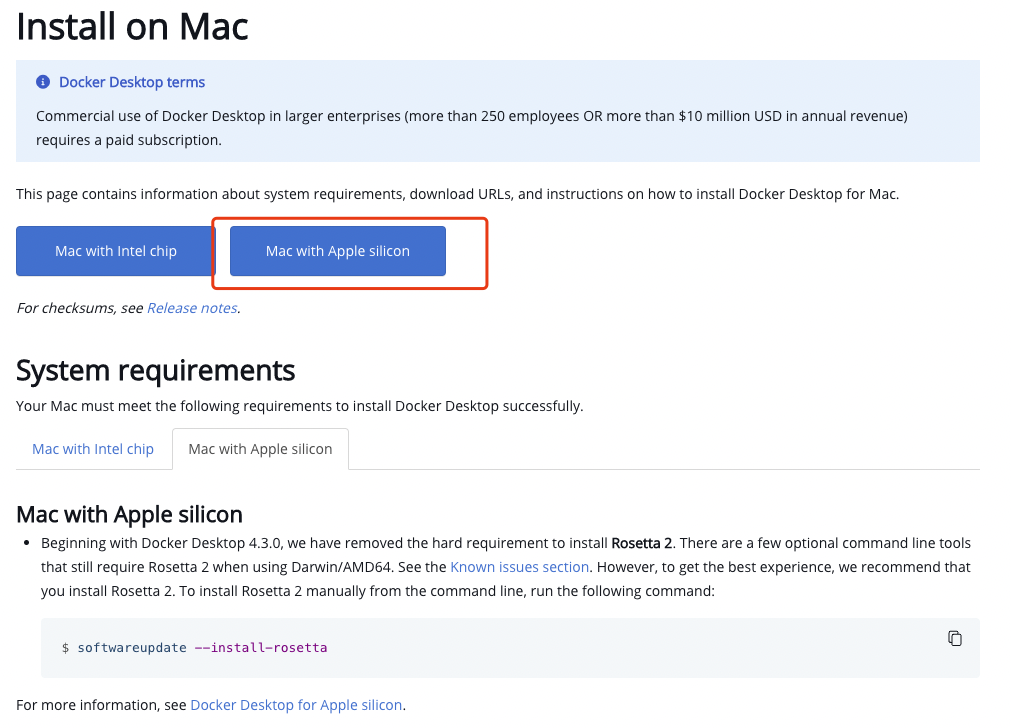 Install on Mac
Docker Desktop terms
Commercial use of Docker Desktop in larger enterprises (more than 250 employees OR more than $10 million USD in annual revenue)
requires a paid subscription.
This page contains information about system requirements, download URLs, and instructions on how to install Docker Desktop for Mac.
Mac with Intel chip
Mac with Apple silicon
For checksums, see Release notes.
System requirements
Your Mac must meet the following requirements to install Docker Desktop successfully.
Mac with Intel chip
Mac with Apple silicon
Mac with Apple silicon
• Beginning with Docker Desktop 4.3.0, we have removed the hard requirement to install Rosetta 2. There are a few optional command line tools
that still require Rosetta 2 when using Darwin/AMD64. See the Known issues section. However, to get the best experience, we recommend that
you install Rosetta 2. To install Rosetta 2 manually from the command line, run the following command:
$ softwareupdate --install-rosetta
For more information, see Docker Desktop for Apple silicon.